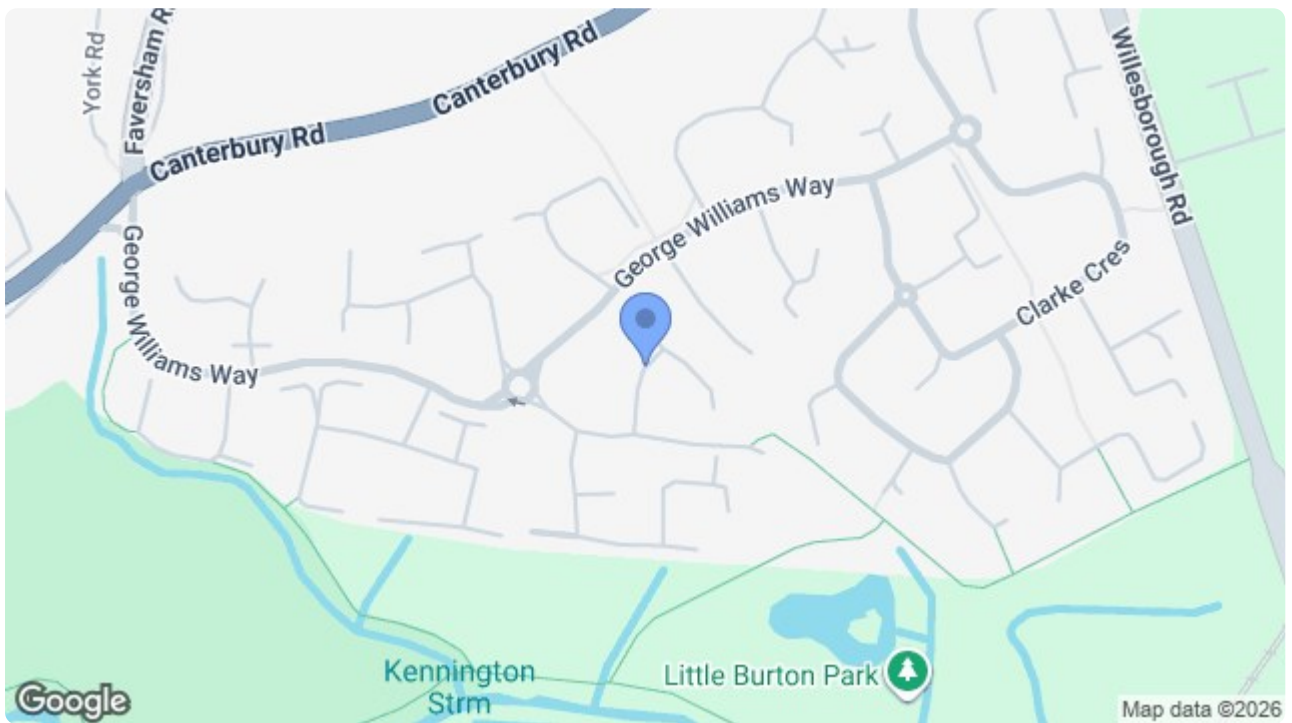 York Rd
Faversham R
Canterbury Rd
Canterbury Rd
Willesborough Rd
George Williams Way
George Williams Way
Clarke Cres
Kennington
Strm
Little Burton Park
Google
Map data ©2026